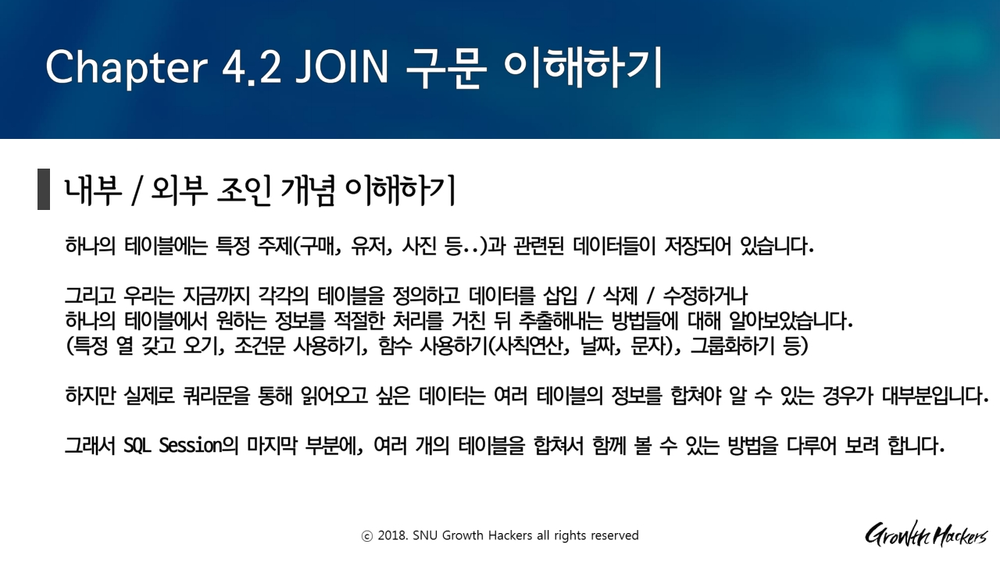 Chapter 4.2 JOIN 구문 이해하기
내부 / 외부 조인 개념 이해하기
하나의 테이블에는 특정 주제(구매, 유저, 사진 등..)과 관련된 데이터들이 저장되어 있습니다.
그리고 우리는 지금까지 각각의 테이블을 정의하고 데이터를 삽입 / 삭제 / 수정하거나
하나의 테이블에서 원하는 정보를 적절한 처리를 거친 뒤 추출해내는 방법들에 대해 알아보았습니다.
(특정 열 갖고 오기, 조건문 사용하기, 함수 사용하기(사칙연산, 날짜, 문자), 그룹화하기 등)
하지만 실제로 쿼리문을 통해 읽어오고 싶은 데이터는 여러 테이블의 정보를 합쳐야 알 수 있는 경우가 대부분입니다.
그래서 SQL Session의 마지막 부분에, 여러 개의 테이블을 합쳐서 함께 볼 수 있는 방법을 다루어 보려 합니다.
ⓒ 2018. SNU Growth Hackers all rights reserved
Growth Hackers